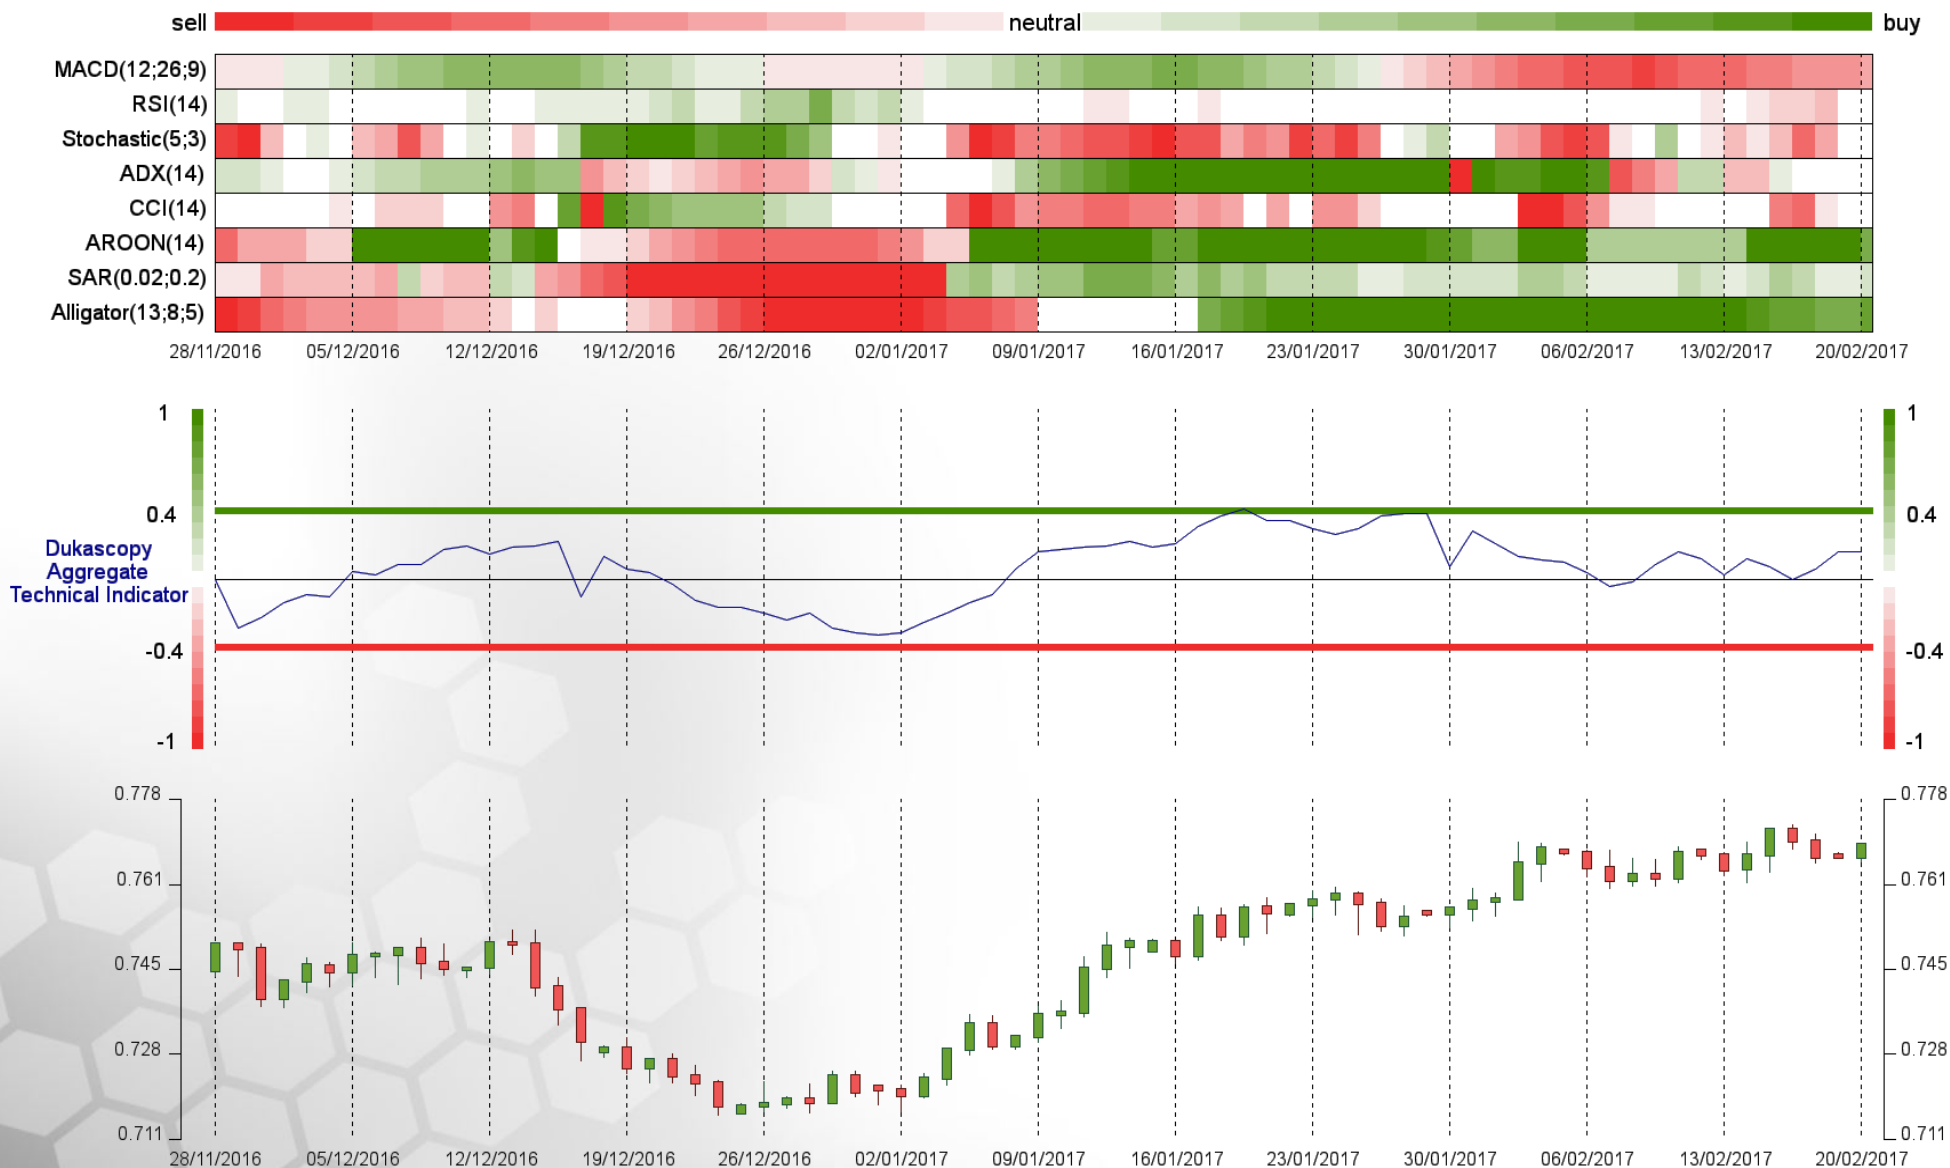 sell neutral buy
MACD(12;26;9)
RSI(14)
Stochastic(5;3)
ADX(14)
CCI(14)
AROON(14)
SAR(0.02;0.2)
Alligator(13;8;5)
28/11/2016 05/12/2016 12/12/2016 19/12/2016 26/12/2016 02/01/2017 09/01/2017 16/01/2017 23/01/2017 30/01/2017 06/02/2017 13/02/2017 20/02/2017
1 1
0.4 0.4
Dukascopy
Aggregate
Technical Indicator
-0.4 -0.4
-1 -1
0.778 0.778
0.761 0.761
0.745 0.745
0.728 0.728
0.711 0.711
28/11/2016 05/12/2016 12/12/2016 19/12/2016 26/12/2016 02/01/2017 09/01/2017 16/01/2017 23/01/2017 30/01/2017 06/02/2017 13/02/2017 20/02/2017